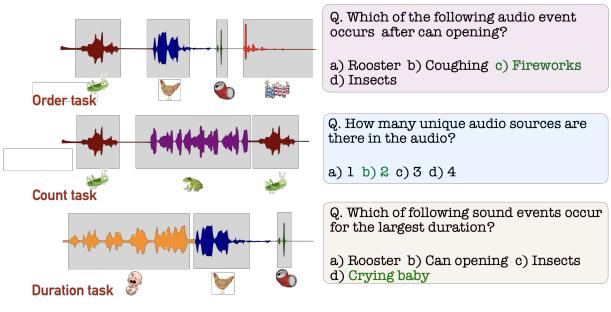 Q. Which of the following audio event
occurs after can opening?
a) Rooster b) Coughing c) Fireworks
d) Insects
Order task
Q. How many unique audio sources are
there in the audio?
a) 1 b) 2 c) 3 d) 4
Count task
Q. Which of following sound events occur
for the largest duration?
a) Rooster b) Can opening c) Insects
d) Crying baby
Duration task